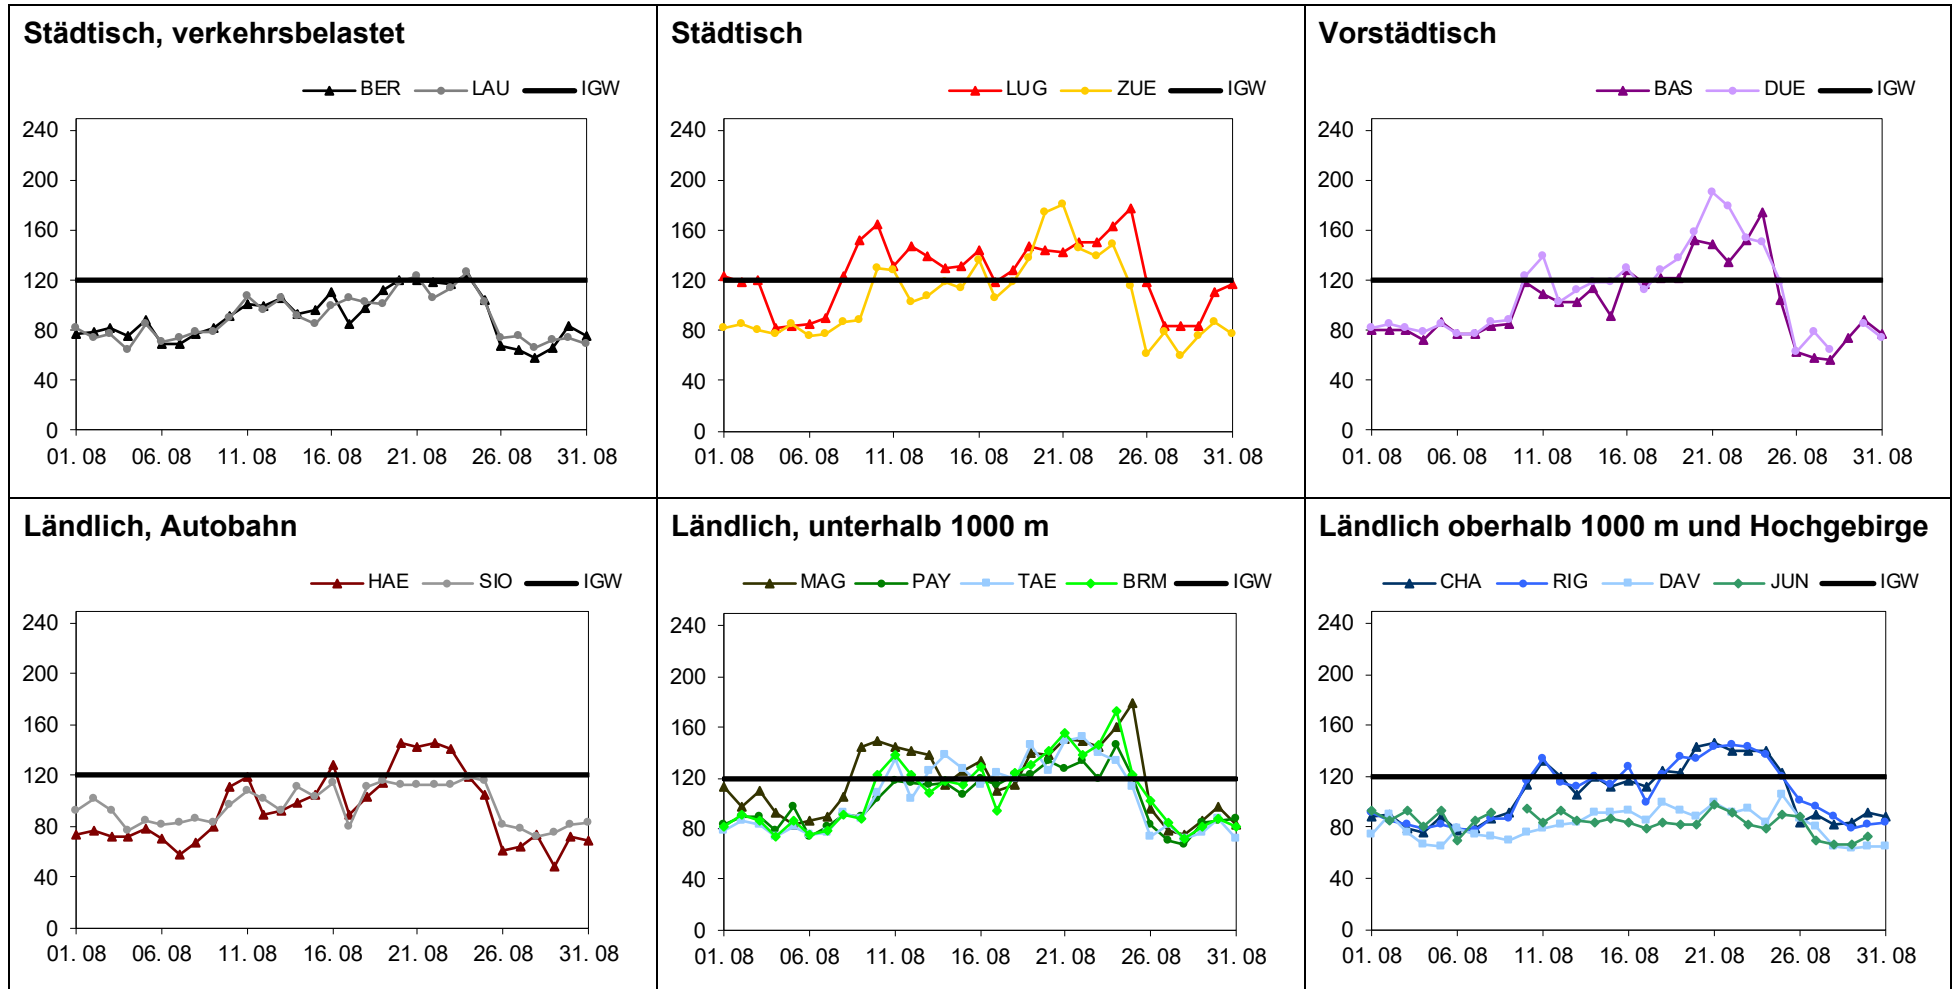 Städtisch, verkehrsbelastet
BER LAU IGW
240
200
160
120
80
40
0
01. 08 06. 08 11. 08 16. 08 21. 08 26. 08 31. 08
Städtisch
LUG ZUE IGW
240
200
160
120
80
40
0
01. 08 06. 08 11. 08 16. 08 21. 08 26. 08 31. 08
Vorstädtisch
BAS DUE IGW
240
200
160
120
80
40
0
01. 08 06. 08 11. 08 16. 08 21. 08 26. 08 31. 08
Ländlich, Autobahn
HAE SIO IGW
240
200
160
120
80
40
0
01. 08 06. 08 11. 08 16. 08 21. 08 26. 08 31. 08
Ländlich, unterhalb 1000 m
MAG PAY TAE BRM IGW
240
200
160
120
80
40
0
01. 08 06. 08 11. 08 16. 08 21. 08 26. 08 31. 08
Ländlich oberhalb 1000 m und Hochgebirge
CHA RIG DAV JUN IGW
240
200
160
120
80
40
0
01. 08 06. 08 11. 08 16. 08 21. 08 26. 08 31. 08